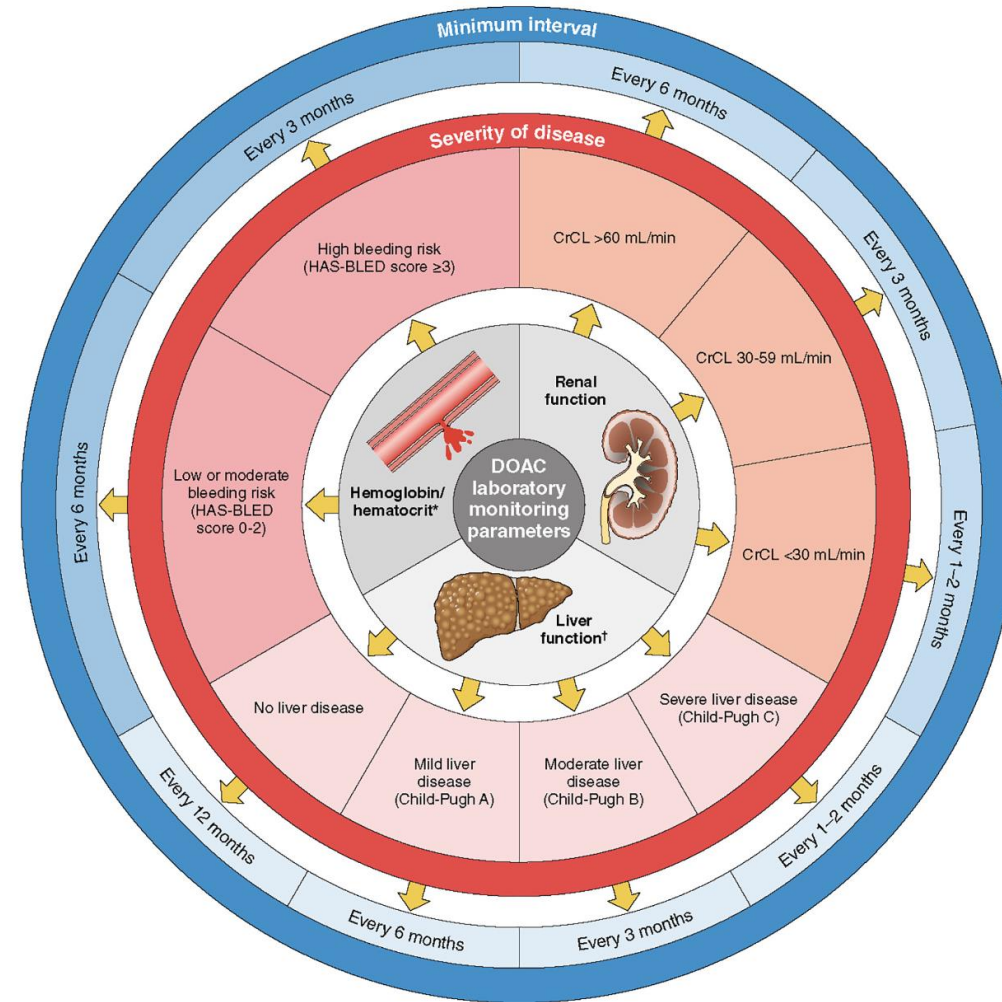 Minimum interval
Every 3 months
Every 6 months
Severity of disease
High bleeding risk
(HAS-BLED score ≥3)
CrCL >60 mL/min
Every 3 months
CrCL 30-59 mL/min
Renal
function
Low or moderate
bleeding risk
(HAS-BLED
score 0-2)
Every 6 months
Hemoglobin/
hematocrit*
DOAC
laboratory
monitoring
parameters
CrCL <30 mL/min
Every 1–2 months
Liver
function†
No liver disease
Mild liver
disease
(Child-Pugh A)
Moderate liver
disease
(Child-Pugh B)
Severe liver disease
(Child-Pugh C)
Every 12 months
Every 6 months
Every 3 months
Every 1–2 months